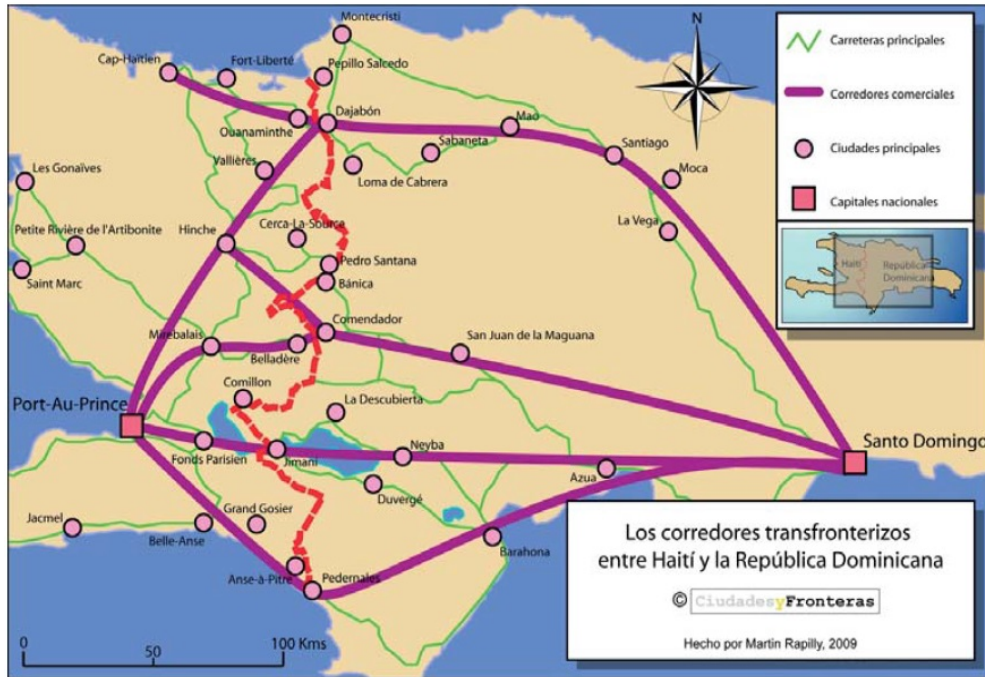 Montecristi
N
Cap-Haïtien
Fort-Liberté
Pepillo Salcedo
Ouanaminthe
Dajabón
Mao
Sabaneta
Santiago
Vallières
Loma de Cabrera
Moca
Les Gonaïves
La Vega
Petite Rivière de l'Artibonite
Hinche
Cerca-La-Source
Saint Marc
Pedro Santana
Bánica
Mirebalais
Comendador
San Juan de la Maguana
Belladère
Comillon
Port-Au-Prince
La Descubierta
Santo Domingo
Fonds Parisien
Jimani
Neyba
Azua
Duvergé
Jacmel
Grand Gosier
Belle-Anse
Barahona
Anse-à-Pitre
Pedernales
0
50
100 Kms
Carreteras principales
Corredores comerciales
Ciudades principales
Capitales nacionales
Haití
República
Dominicana
Los corredores transfronterizos
entre Haití y la República Dominicana
© CiudadesyFronteras
Hecho por Martin Rapilly, 2009